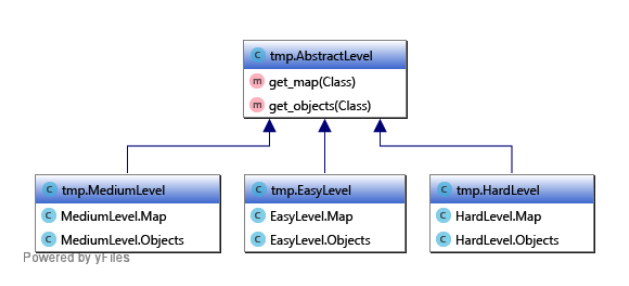 C tmp.AbstractLevel
m get_map(Class)
m get_objects(Class)
C tmp.MediumLevel
C MediumLevel.Map
C MediumLevel.Objects
C tmp.EasyLevel
C EasyLevel.Map
C EasyLevel.Objects
C tmp.HardLevel
C HardLevel.Map
C HardLevel.Objects
Powered by yFiles